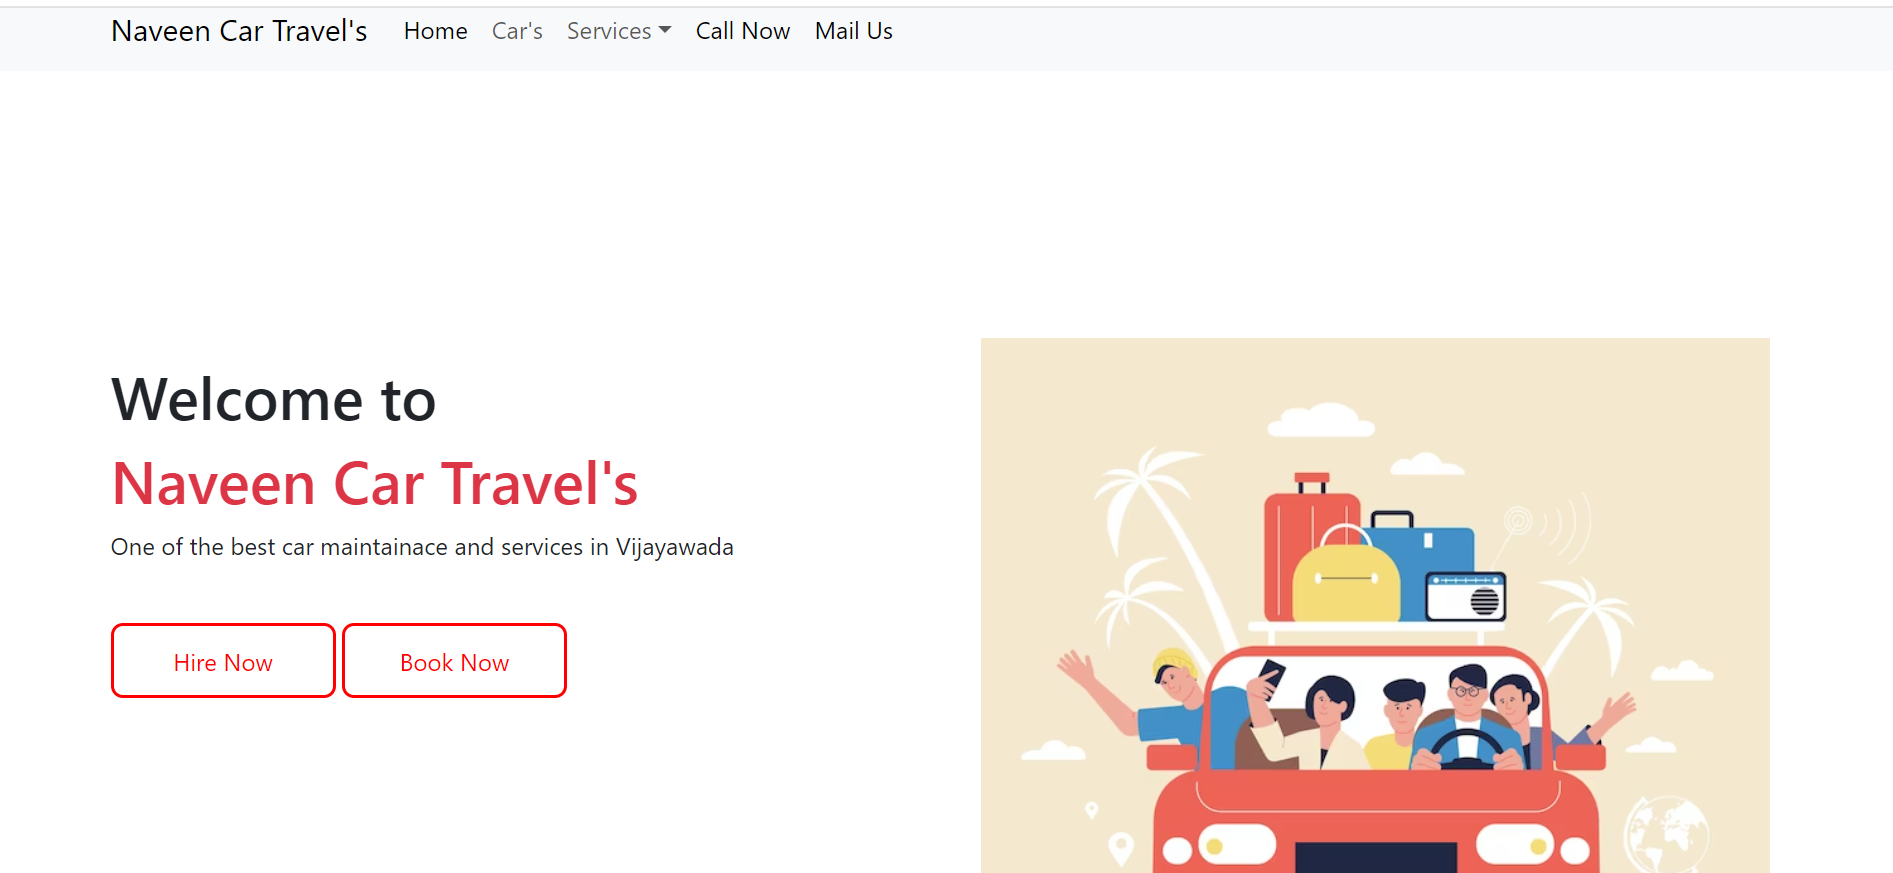 Naveen Car Travel's Home Car's Services Call Now Mail Us
Welcome to
Naveen Car Travel's
One of the best car maintainace and services in Vijayawada
Hire Now Book Now